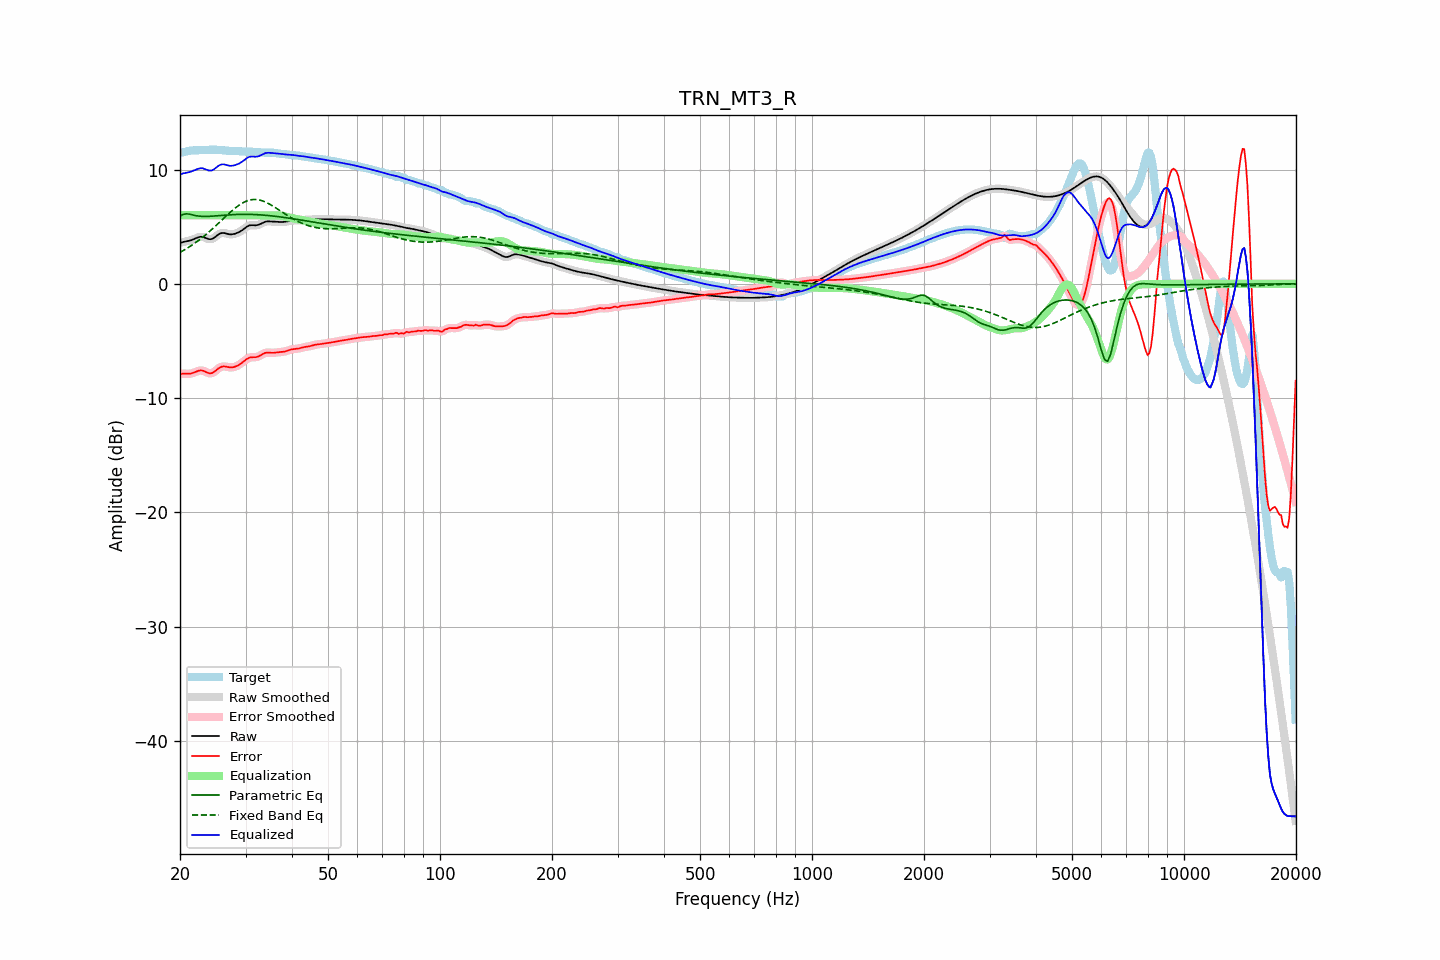 TRN_MT3_R
Amplitude (dBr)
10
0
−10
−20
−30
−40
Target
Raw Smoothed
Error Smoothed
Raw
Error
Equalization
Parametric Eq
Fixed Band Eq
Equalized
20 50 100 200 500 1000 2000 5000 10000 20000
Frequency (Hz)